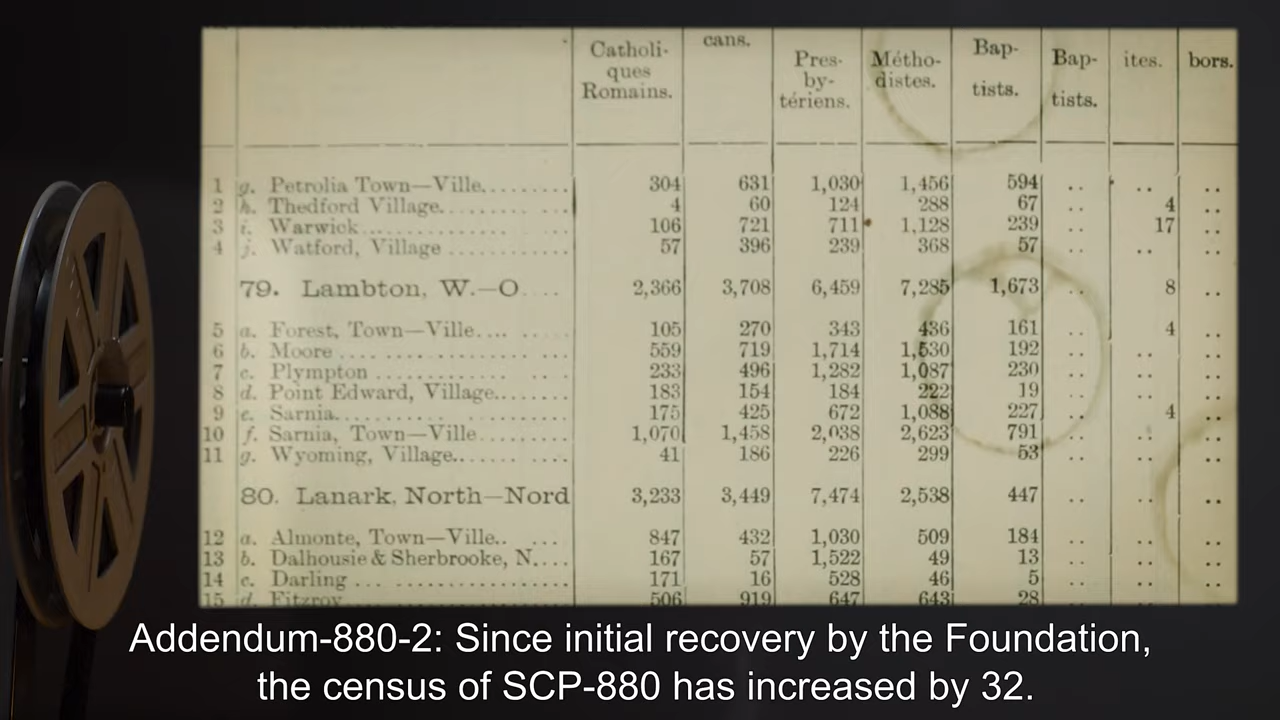 Catholi- cans. Pres- Métho- Bap- Bap- ites. bors.
ques by- distes. tists. tists.
Romains. tériens.
1 g. Petrolia Town—Ville.......... 304 631 1,030 1,456 594 .. .. ..
2 h. Thedford Village.......... ... 4 60 124 288 67 .. 4 ..
3 i. Warwick .......... ... .... 106 721 711 1,128 239 .. 17 ..
4 j. Watford, Village .......... .... 57 396 239 368 57 .. .. ..
79. Lambton, W.—O.... 2,366 3,708 6,459 7,285 1,673 .. 8 ..
5 a. Forest, Town—Ville.... .... 105 270 343 436 161 .. 4 ..
6 b. Moore .................... 559 719 1,714 1,530 192 .. .. ..
7 c. Plympton ............ ... .... 233 496 1,282 1,087 230 .. .. ..
8 d. Point Edward, Village.......... 183 154 184 222 19 .. .. ..
9 e. Sarnia.......... .......... .... 175 425 672 1,088 227 .. 4 ..
10 f. Sarnia, Town—Ville.......... 1,070 1,458 2,038 2,623 791 .. .. ..
11 g. Wyoming, Village.......... .... 41 186 226 299 53 .. .. ..
80. Lanark, North—Nord 3,233 3,449 7,474 2,538 447 .. .. ..
12 a. Almonte, Town—Ville.. .... 847 432 1,030 509 184 .. .. ..
13 b. Dalhousie & Sherbrooke, N.... 167 57 1,522 49 13 .. .. ..
14 c. Darling ... .................... 171 16 528 46 5 .. .. ..
15 d. Fitzroy 506 919 647 643 28
Addendum-880-2: Since initial recovery by the Foundation,
the census of SCP-880 has increased by 32.